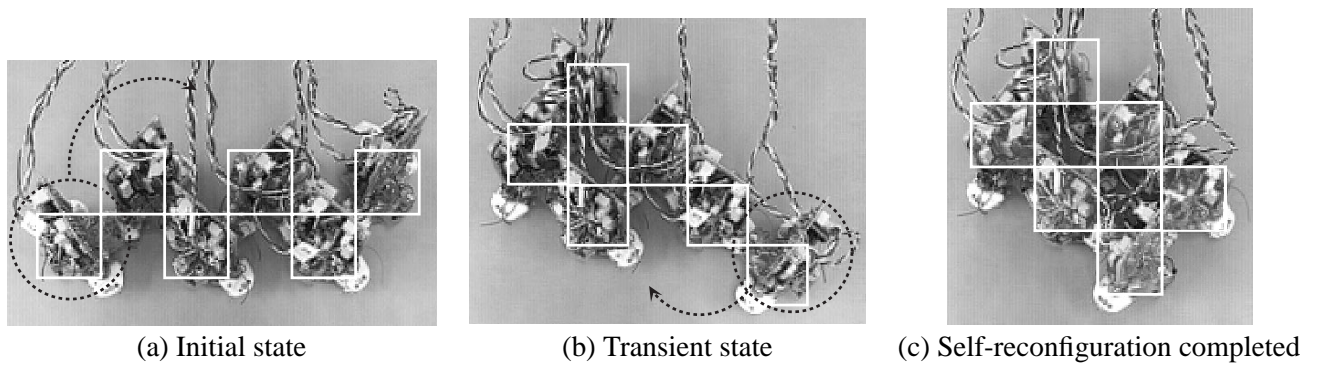 (a) Initial state
(b) Transient state
(c) Self-reconfiguration completed